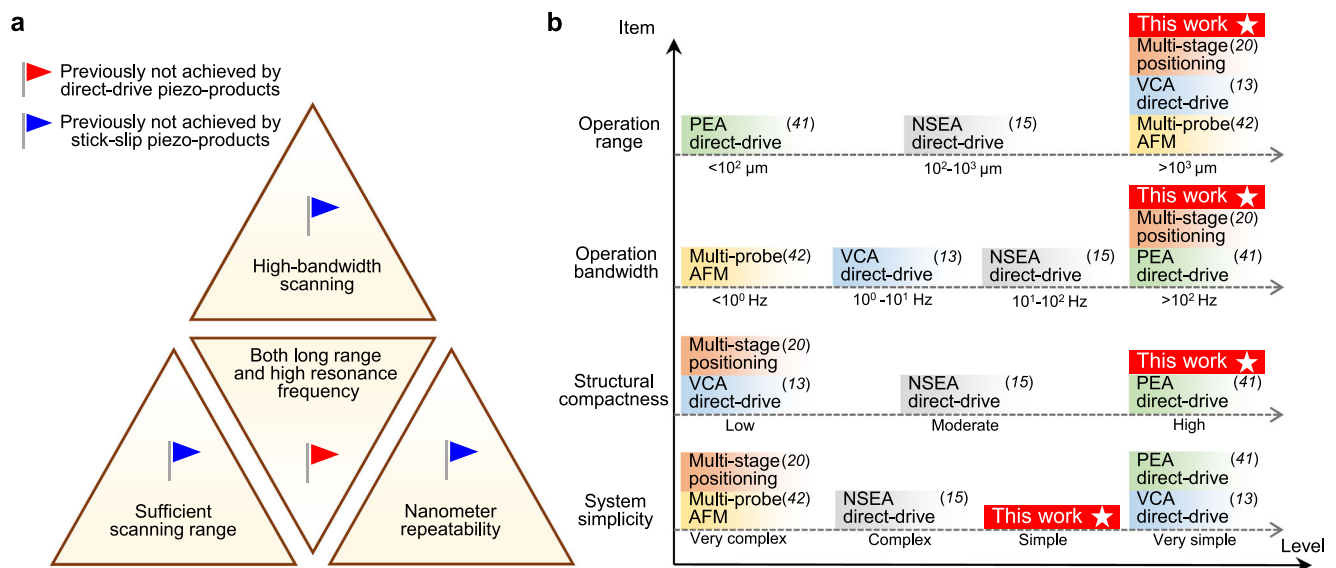 a
Previously not achieved by
direct-drive piezo-products
Previously not achieved by
stick-slip piezo-products
High-bandwidth
scanning
Both long range
and high resonance
frequency
Sufficient
scanning range
Nanometer
repeatability
b
Item
This work
Multi-stage (20)
positioning
VCA (13)
direct-drive
Operation
range
PEA (41)
direct-drive
NSEA (15)
direct-drive
Multi-probe (42)
AFM
<10² µm
10²-10³ µm
>10³ µm
This work
Multi-stage (20)
positioning
Operation
bandwidth
Multi-probe (42)
AFM
VCA (13)
direct-drive
NSEA (15)
direct-drive
PEA (41)
direct-drive
<10⁰ Hz
10⁰-10¹ Hz
10¹-10² Hz
>10² Hz
Multi-stage (20)
positioning
This work
Structural
compactness
VCA (13)
direct-drive
NSEA (15)
direct-drive
PEA (41)
direct-drive
Low
Moderate
High
Multi-stage (20)
positioning
PEA (41)
direct-drive
System
simplicity
Multi-probe (42)
AFM
NSEA (15)
direct-drive
This work
VCA (13)
direct-drive
Very complex
Complex
Simple
Very simple
Level